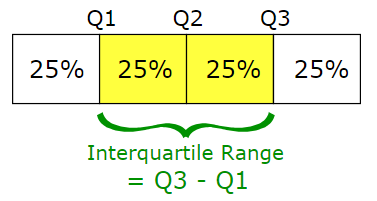 Q1 Q2 Q3
25% 25% 25% 25%
Interquartile Range
= Q3 - Q1